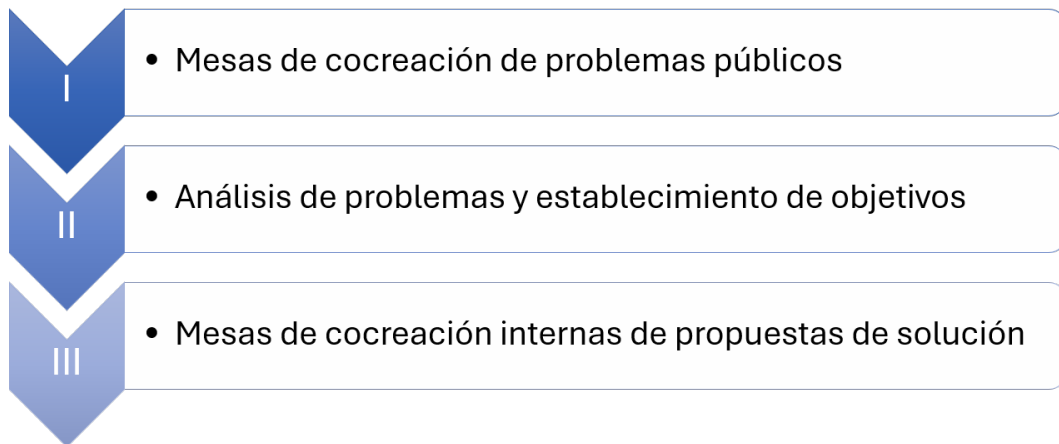 I
• Mesas de cocreación de problemas públicos
II
• Análisis de problemas y establecimiento de objetivos
III
• Mesas de cocreación internas de propuestas de solución